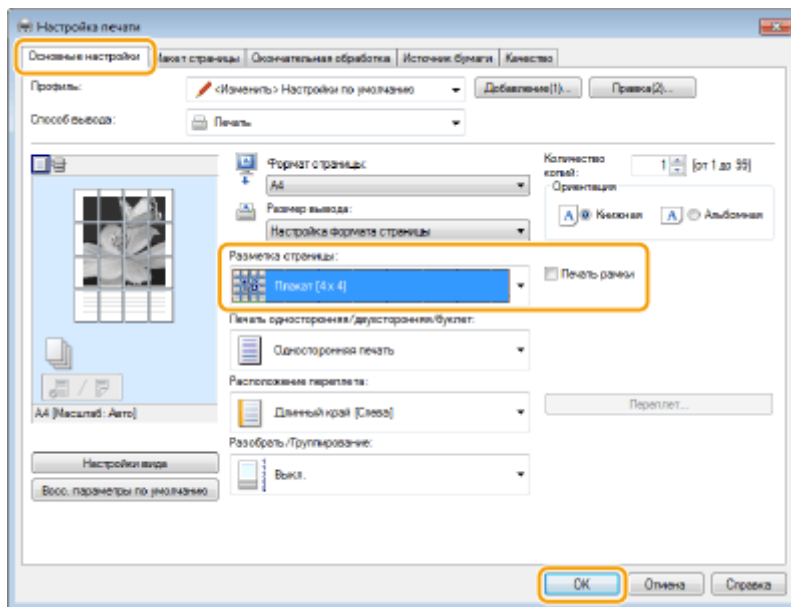 Настройка печати
Основные настройки Макет страницы Окончательная обработка Источник бумаги Качество
Профиль: <Изменить> Настройки по умолчанию Добавление(1)... Правка(2)...
Способ вывода: Печать
Формат страницы: Количество копий: 1 [от 1 до 99]
A4 Ориентация
Размер вывода: A Книжная A Альбомная
Настройка формата страницы
Разметка страницы:
Плакат [4 x 4] Печать рамки
Печать односторонняя/двухсторонняя/буклет:
Односторонняя печать
Расположение переплета:
A4 [Масштаб: Авто] Длинный край [Слева] Переплет...
Разобрать/Группирование:
Настройки вида
Выкл.
Восс. параметры по умолчанию
OK Отмена Справка